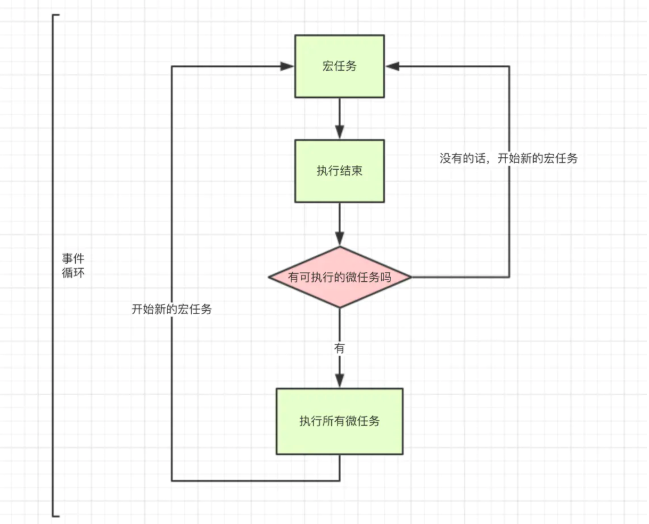 宏任务
没有的话，开始新的宏任务
执行结束
事件
循环
有可执行的微任务吗
开始新的宏任务
有
执行所有微任务